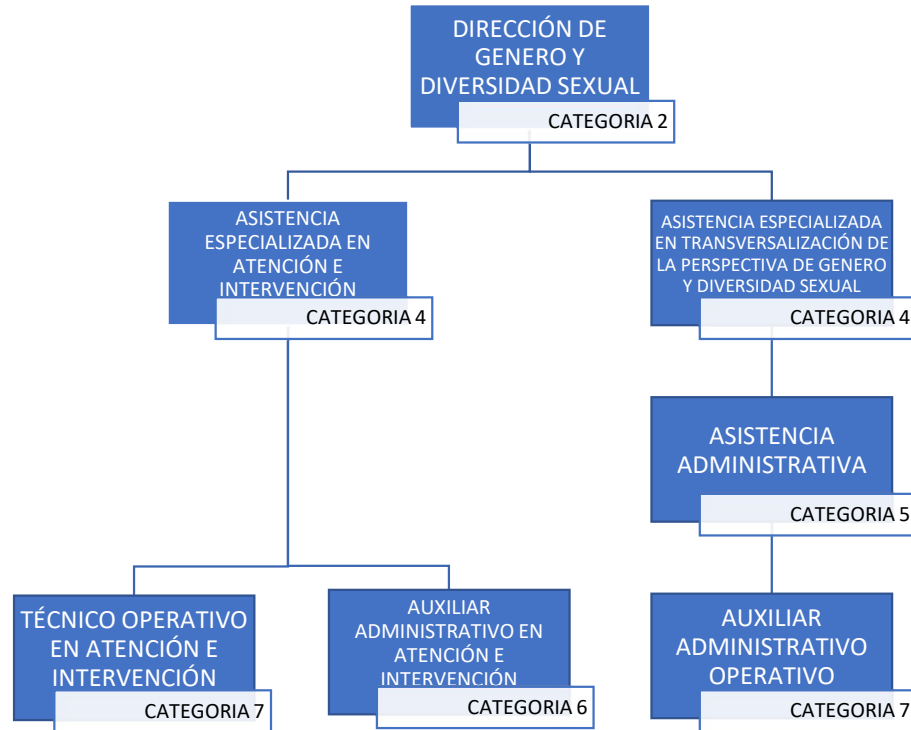 DIRECCIÓN DE
GENERO Y
DIVERSIDAD SEXUAL
CATEGORIA 2
ASISTENCIA
ESPECIALIZADA EN
ATENCIÓN E
INTERVENCIÓN
CATEGORIA 4
ASISTENCIA ESPECIALIZADA
EN TRANSVERSALIZACIÓN DE
LA PERSPECTIVA DE GENERO
Y DIVERSIDAD SEXUAL
CATEGORIA 4
ASISTENCIA
ADMINISTRATIVA
CATEGORIA 5
TÉCNICO OPERATIVO
EN ATENCIÓN E
INTERVENCIÓN
CATEGORIA 7
AUXILIAR
ADMINISTRATIVO EN
ATENCIÓN E
INTERVENCIÓN
CATEGORIA 6
AUXILIAR
ADMINISTRATIVO
OPERATIVO
CATEGORIA 7